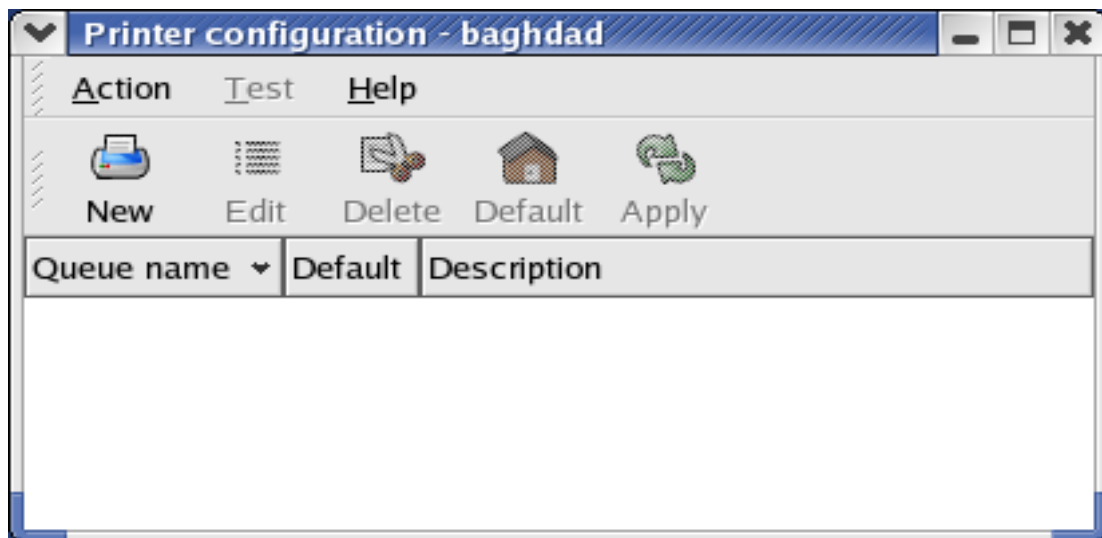 Printer configuration - baghdad
Action Test Help
New Edit Delete Default Apply
Queue name Default Description